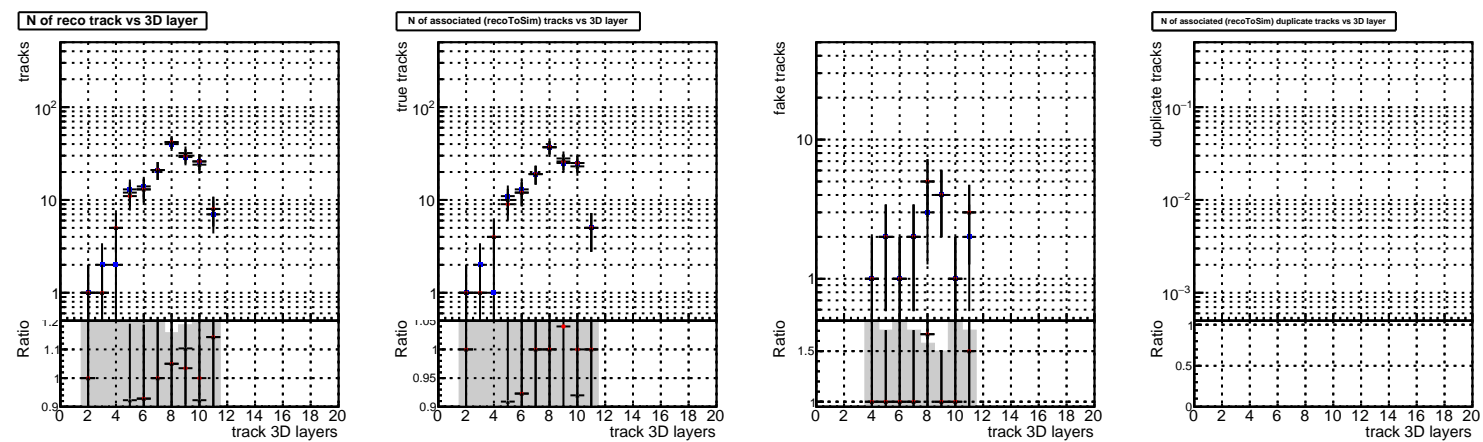 N of reco track vs 3D layer
tracks
10²
10
1
Ratio
1.2
1.1
1
0.9
0 2 4 6 8 10 12 14 16 18 20
track 3D layers
N of associated (recoToSim) tracks vs 3D layer
true tracks
10²
10
1
Ratio
1.05
1
0.95
0.9
0 2 4 6 8 10 12 14 16 18 20
track 3D layers
fake tracks
10
1
Ratio
1.5
1
0 2 4 6 8 10 12 14 16 18 20
track 3D layers
N of associated (recoToSim) duplicate tracks vs 3D layer
duplicate tracks
10⁻¹
10⁻²
10⁻³
Ratio
1
0.5
0
0 2 4 6 8 10 12 14 16 18 20
track 3D layers